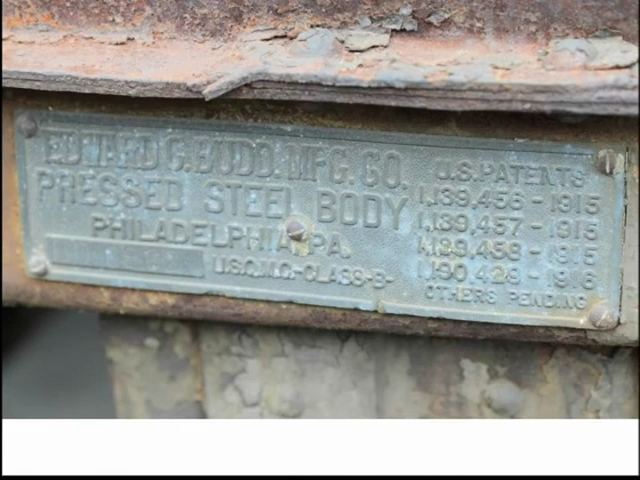 EDWARD G. BUDD. MFG. CO.
PRESSED STEEL BODY
PHILADELPHIA. PA.
U.S.Q.M.C.-CLASS-B-
U.S. PATENTS
1,139,456-1915
1,139,457-1915
1,139,458-1915
1,190,429-1916
OTHERS PENDING